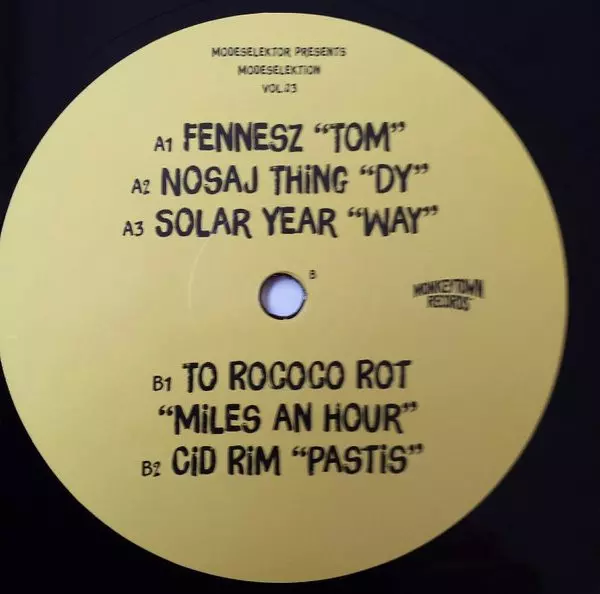 MODESELEKTOR PRESENTS
MODESELEKTION
VOL.03
A1 FENNESZ “TOM”
A2 NOSAJ THiNG “DY”
A3 SOLAR YEAR “WAY”
B
MONKEYTOWN
RECORDS
B1 TO ROCOCO ROT
“MiLES AN HOUR”
B2 CiD RiM “PASTiS”